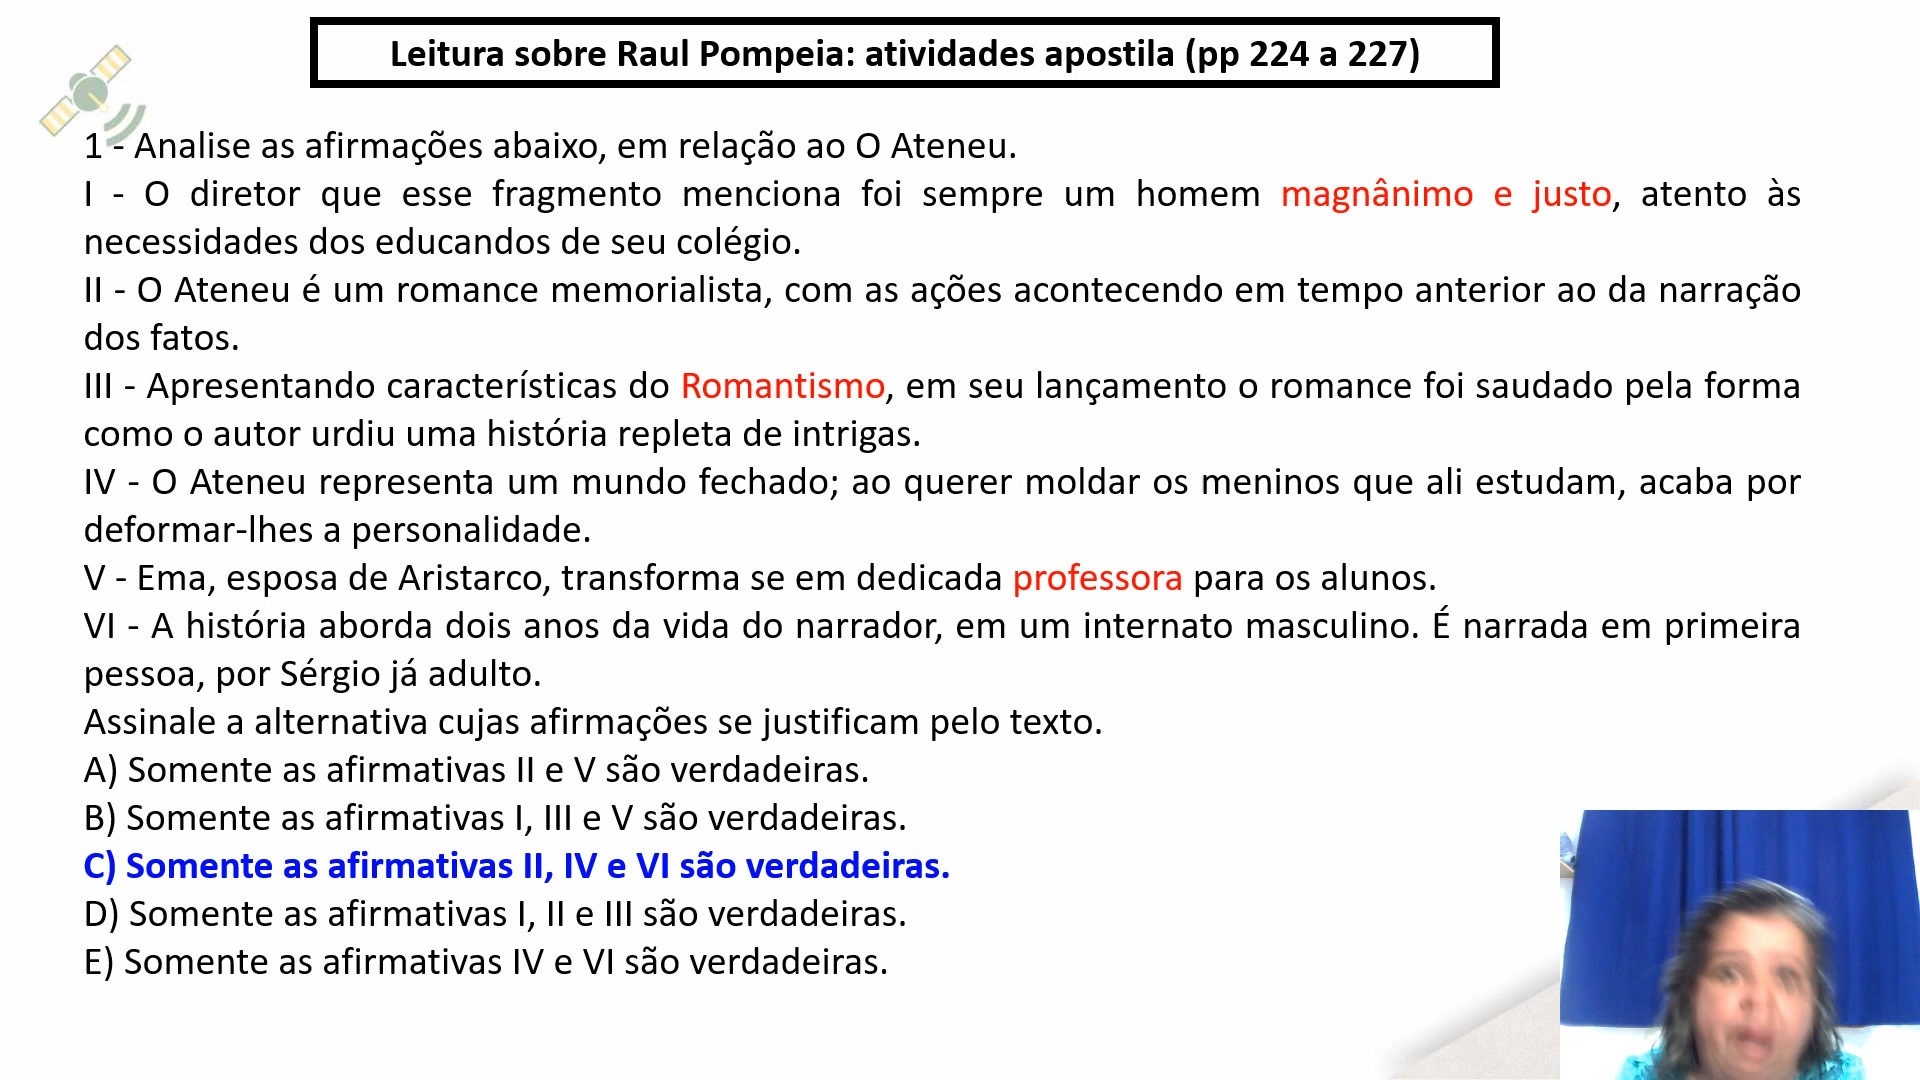 Leitura sobre Raul Pompeia: atividades apostila (pp 224 a 227)
1 - Analise as afirmações abaixo, em relação ao O Ateneu.
I - O diretor que esse fragmento menciona foi sempre um homem magnânimo e justo, atento às
necessidades dos educandos de seu colégio.
II - O Ateneu é um romance memorialista, com as ações acontecendo em tempo anterior ao da narração
dos fatos.
III - Apresentando características do Romantismo, em seu lançamento o romance foi saudado pela forma
como o autor urdiu uma história repleta de intrigas.
IV - O Ateneu representa um mundo fechado; ao querer moldar os meninos que ali estudam, acaba por
deformar-lhes a personalidade.
V - Ema, esposa de Aristarco, transforma se em dedicada professora para os alunos.
VI - A história aborda dois anos da vida do narrador, em um internato masculino. É narrada em primeira
pessoa, por Sérgio já adulto.
Assinale a alternativa cujas afirmações se justificam pelo texto.
A) Somente as afirmativas II e V são verdadeiras.
B) Somente as afirmativas I, III e V são verdadeiras.
C) Somente as afirmativas II, IV e VI são verdadeiras.
D) Somente as afirmativas I, II e III são verdadeiras.
E) Somente as afirmativas IV e VI são verdadeiras.